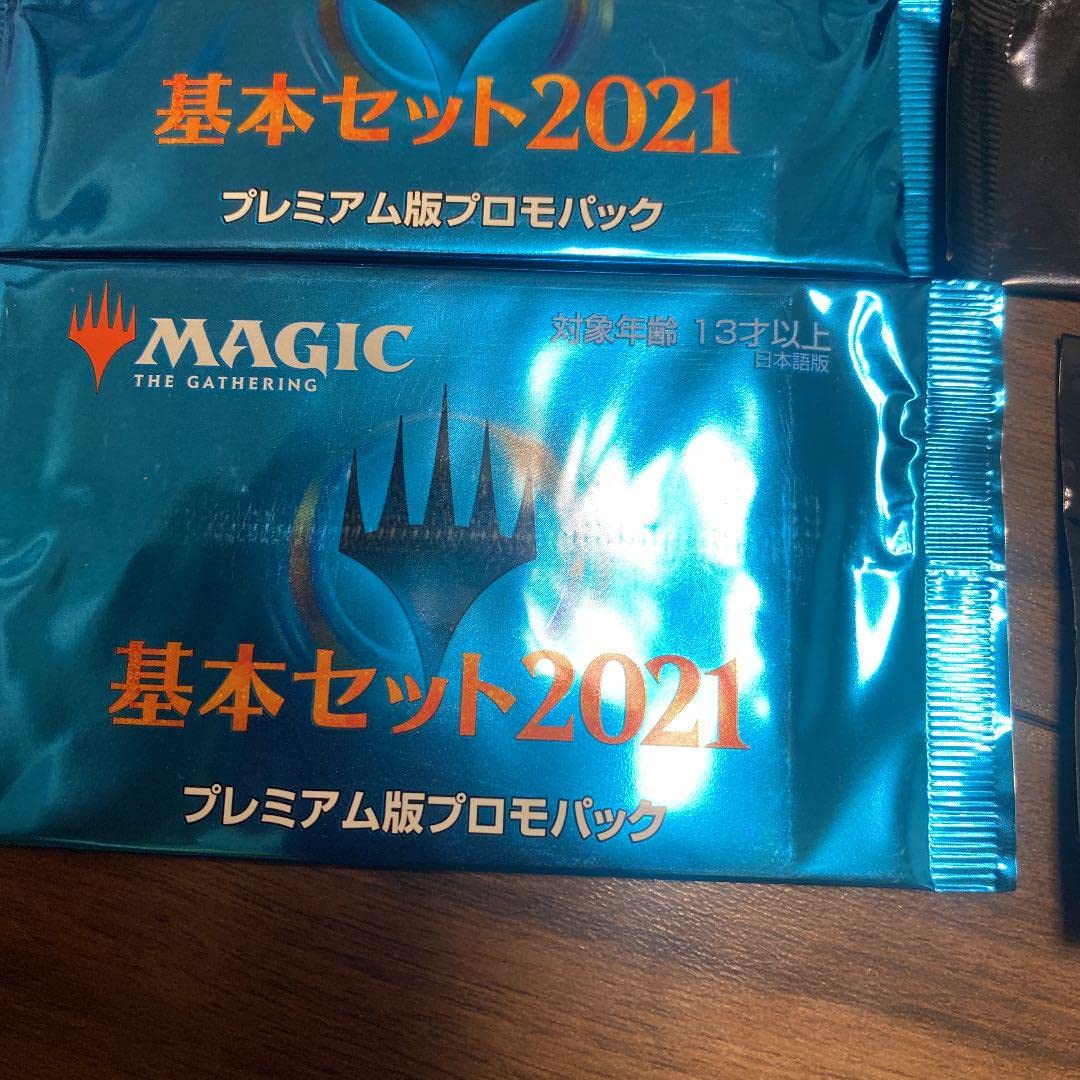 基本セット2021
プレミアム版プロモパック
MAGIC
THE GATHERING
対象年齢 13才以上
日本語版
基本セット2021
プレミアム版プロモパック